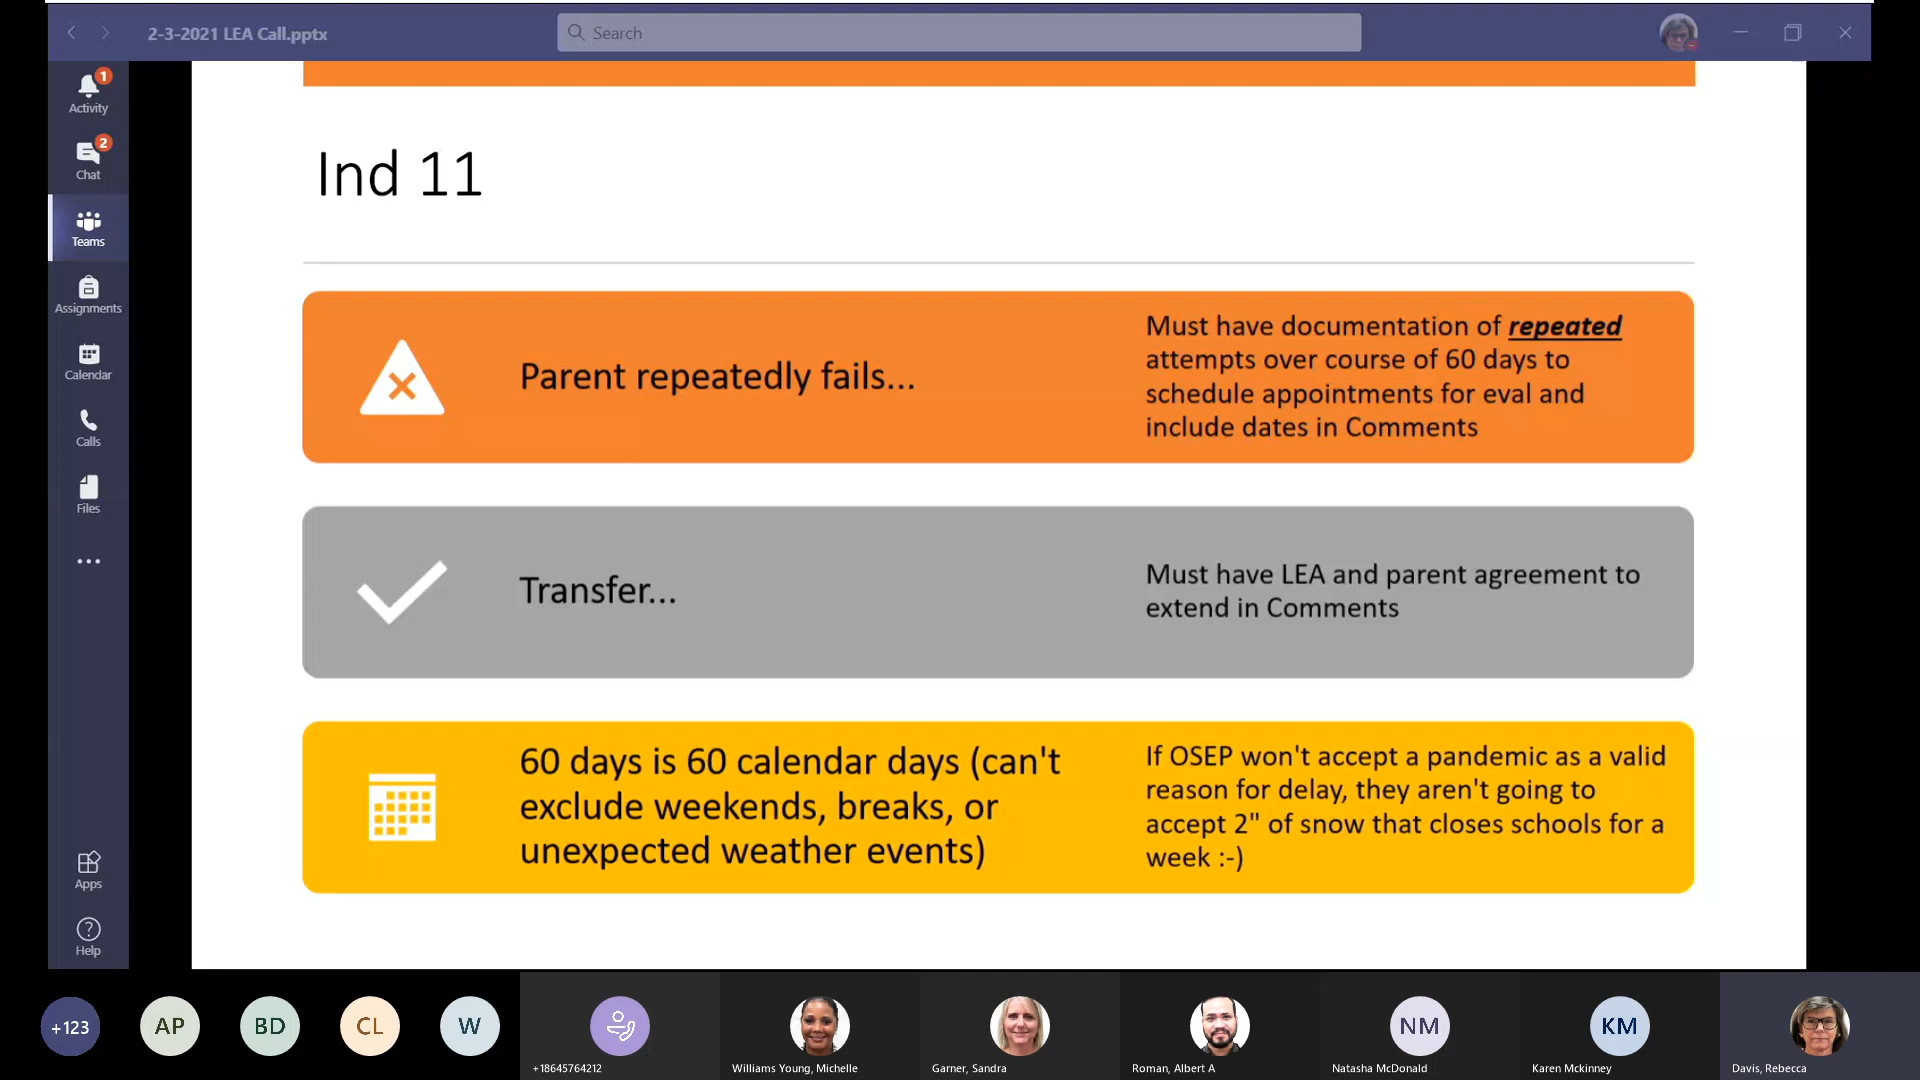 2-3-2021 LEA Call.pptx
Search
1
Activity
2
Chat
Teams
Assignments
Calendar
Calls
Files
Apps
Help
Ind 11
Parent repeatedly fails...
Must have documentation of repeated
attempts over course of 60 days to
schedule appointments for eval and
include dates in Comments
Transfer...
Must have LEA and parent agreement to
extend in Comments
60 days is 60 calendar days (can't
exclude weekends, breaks, or
unexpected weather events)
If OSEP won't accept a pandemic as a valid
reason for delay, they aren't going to
accept 2" of snow that closes schools for a
week :-)
+123
AP
BD
CL
W
+18645764212
Williams Young, Michelle
Garner, Sandra
Roman, Albert A
NM
Natasha McDonald
KM
Karen Mckinney
Davis, Rebecca